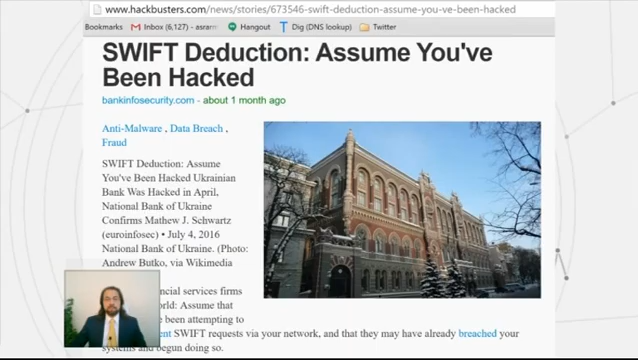 www.hackbusters.com/news/stories/673546-swift-deduction-assume-you-ve-been-hacked
Bookmarks Inbox (6,127) - asram Hangout Dig (DNS lookup) Twitter
SWIFT Deduction: Assume You've
Been Hacked
bankinfosecurity.com - about 1 month ago
Anti-Malware , Data Breach ,
Fraud
SWIFT Deduction: Assume
You've Been Hacked Ukrainian
Bank Was Hacked in April,
National Bank of Ukraine
Confirms Mathew J. Schwartz
(euroinfosec) • July 4, 2016
National Bank of Ukraine. (Photo:
Andrew Butko, via Wikimedia
ncial services firms
orld: Assume that
e been attempting to
ent SWIFT requests via your network, and that they may have already breached your
systems and begun doing so.